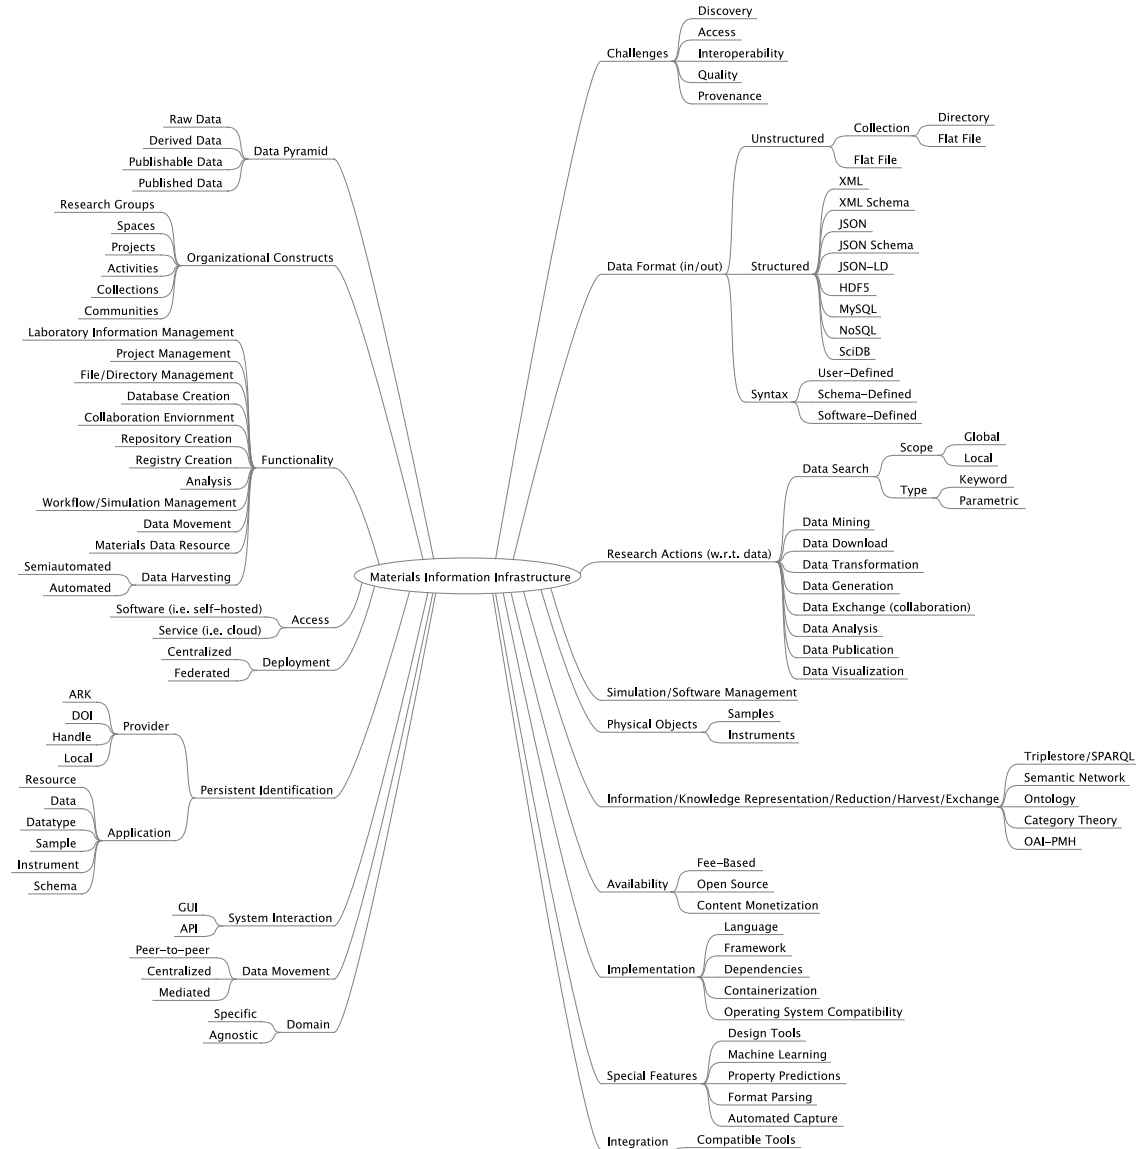 Materials Information Infrastructure
Challenges
Discovery
Access
Interoperability
Quality
Provenance
Data Format (in/out)
Unstructured
Collection
Directory
Flat File
Flat File
Structured
XML
XML Schema
JSON
JSON Schema
JSON-LD
HDF5
MySQL
NoSQL
SciDB
Syntax
User-Defined
Schema-Defined
Software-Defined
Research Actions (w.r.t. data)
Data Search
Scope
Global
Local
Type
Keyword
Parametric
Data Mining
Data Download
Data Transformation
Data Generation
Data Exchange (collaboration)
Data Analysis
Data Publication
Data Visualization
Simulation/Software Management
Physical Objects
Samples
Instruments
Information/Knowledge Representation/Reduction/Harvest/Exchange
Triplestore/SPARQL
Semantic Network
Ontology
Category Theory
OAI-PMH
Availability
Fee-Based
Open Source
Content Monetization
Implementation
Language
Framework
Dependencies
Containerization
Operating System Compatibility
Special Features
Design Tools
Machine Learning
Property Predictions
Format Parsing
Automated Capture
Integration
Compatible Tools
Data Pyramid
Raw Data
Derived Data
Publishable Data
Published Data
Organizational Constructs
Research Groups
Spaces
Projects
Activities
Collections
Communities
Functionality
Laboratory Information Management
Project Management
File/Directory Management
Database Creation
Collaboration Enviornment
Repository Creation
Registry Creation
Analysis
Workflow/Simulation Management
Data Movement
Materials Data Resource
Data Harvesting
Semiautomated
Automated
Access
Software (i.e. self-hosted)
Service (i.e. cloud)
Deployment
Centralized
Federated
Persistent Identification
Provider
ARK
DOI
Handle
Local
Application
Resource
Data
Datatype
Sample
Instrument
Schema
System Interaction
GUI
API
Data Movement
Peer-to-peer
Centralized
Mediated
Domain
Specific
Agnostic